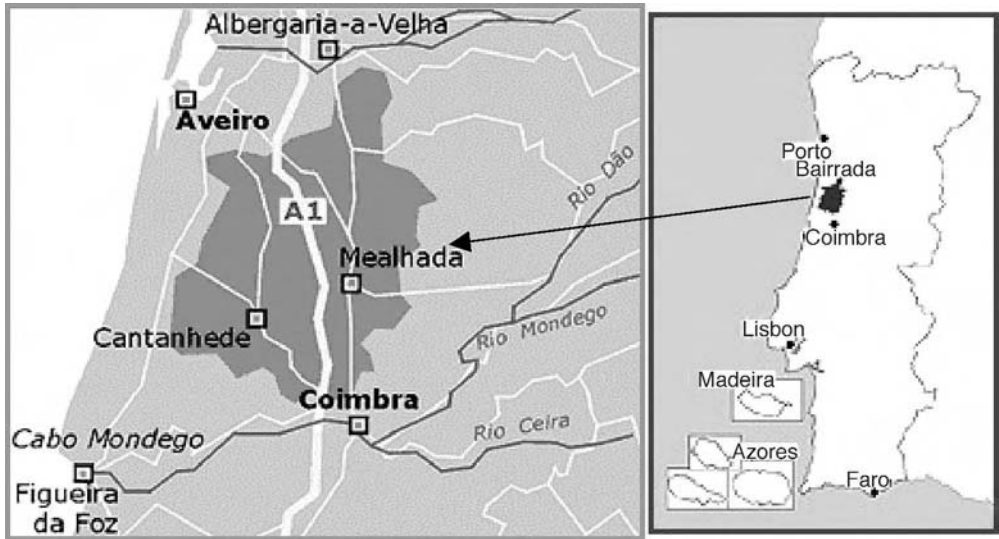 Albergaria-a-Velha
Aveiro
Rio Dão
A1
Mealhada
Cantanhede
Rio Mondego
Coimbra
Rio Ceira
Cabo Mondego
Figueira
da Foz
Porto
Bairrada
Coimbra
Lisbon
Madeira
Azores
Faro